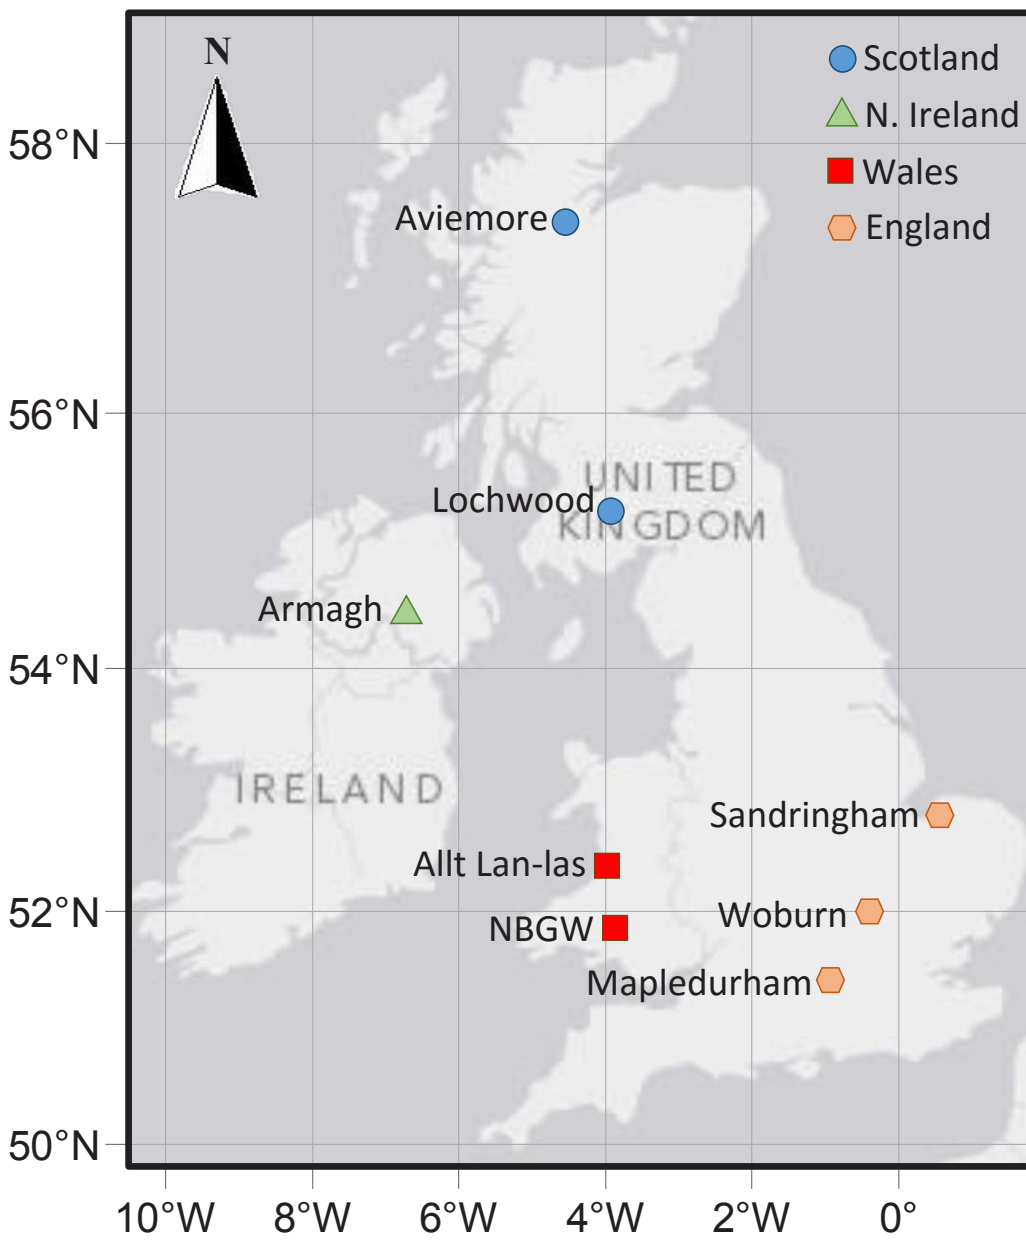 N
Scotland
N. Ireland
Wales
England
58°N
Aviemore
56°N
UNITED
KINGDOM
Lochwood
Armagh
54°N
IRELAND
Sandringham
Allt Lan-las
52°N
Woburn
NBGW
Mapledurham
50°N
10°W 8°W 6°W 4°W 2°W 0°